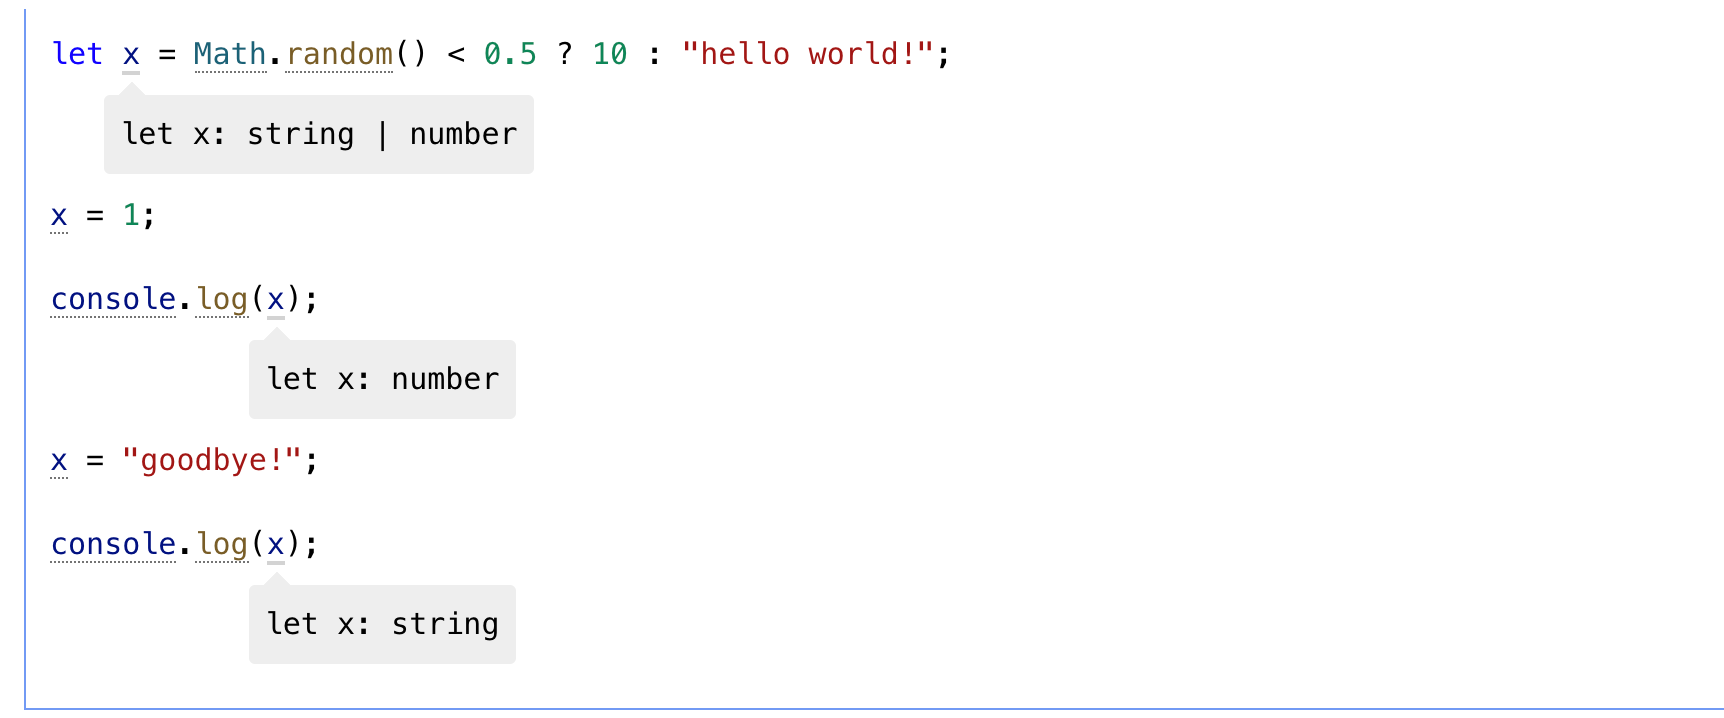 let x = Math.random() < 0.5 ? 10 : "hello world!";
let x: string | number
x = 1;
console.log(x);
let x: number
x = "goodbye!";
console.log(x);
let x: string